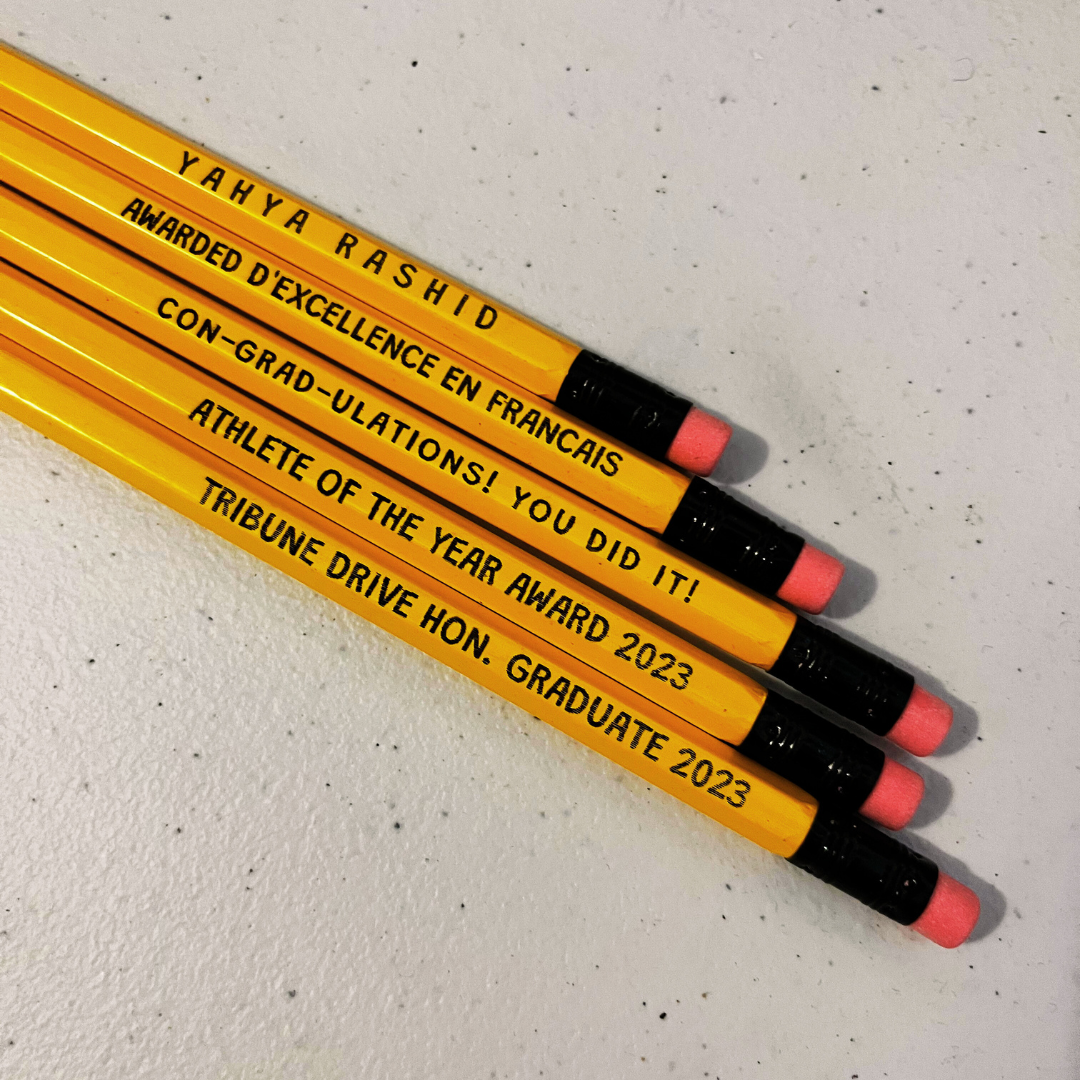 YAHYA RASHID
AWARDED D'EXCELLENCE EN FRANCAIS
CON-GRAD-ULATIONS! YOU DID IT!
ATHLETE OF THE YEAR AWARD 2023
TRIBUNE DRIVE HON. GRADUATE 2023